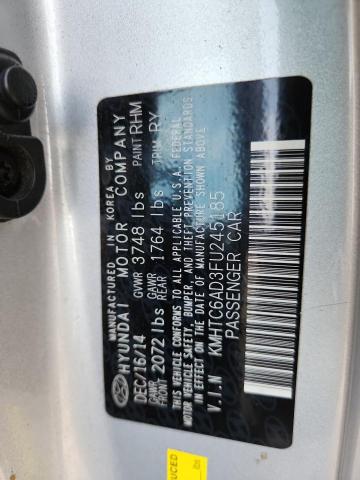 MANUFACTURED IN KOREA BY
HYUNDAI MOTOR COMPANY
DEC/16/14 GVWR 3748 lbs PAINT RHM
GAWR FRONT 2072 lbs GAWR REAR 1764 lbs TRIM RY
THIS VEHICLE CONFORMS TO ALL APPLICABLE U.S.A. FEDERAL
MOTOR VEHICLE SAFETY, BUMPER, AND THEFT PREVENTION STANDARDS
IN EFFECT ON THE DATE OF MANUFACTURE SHOWN ABOVE
V.I.N KMHTC6AD3FU245185
PASSENGER CAR
UCED